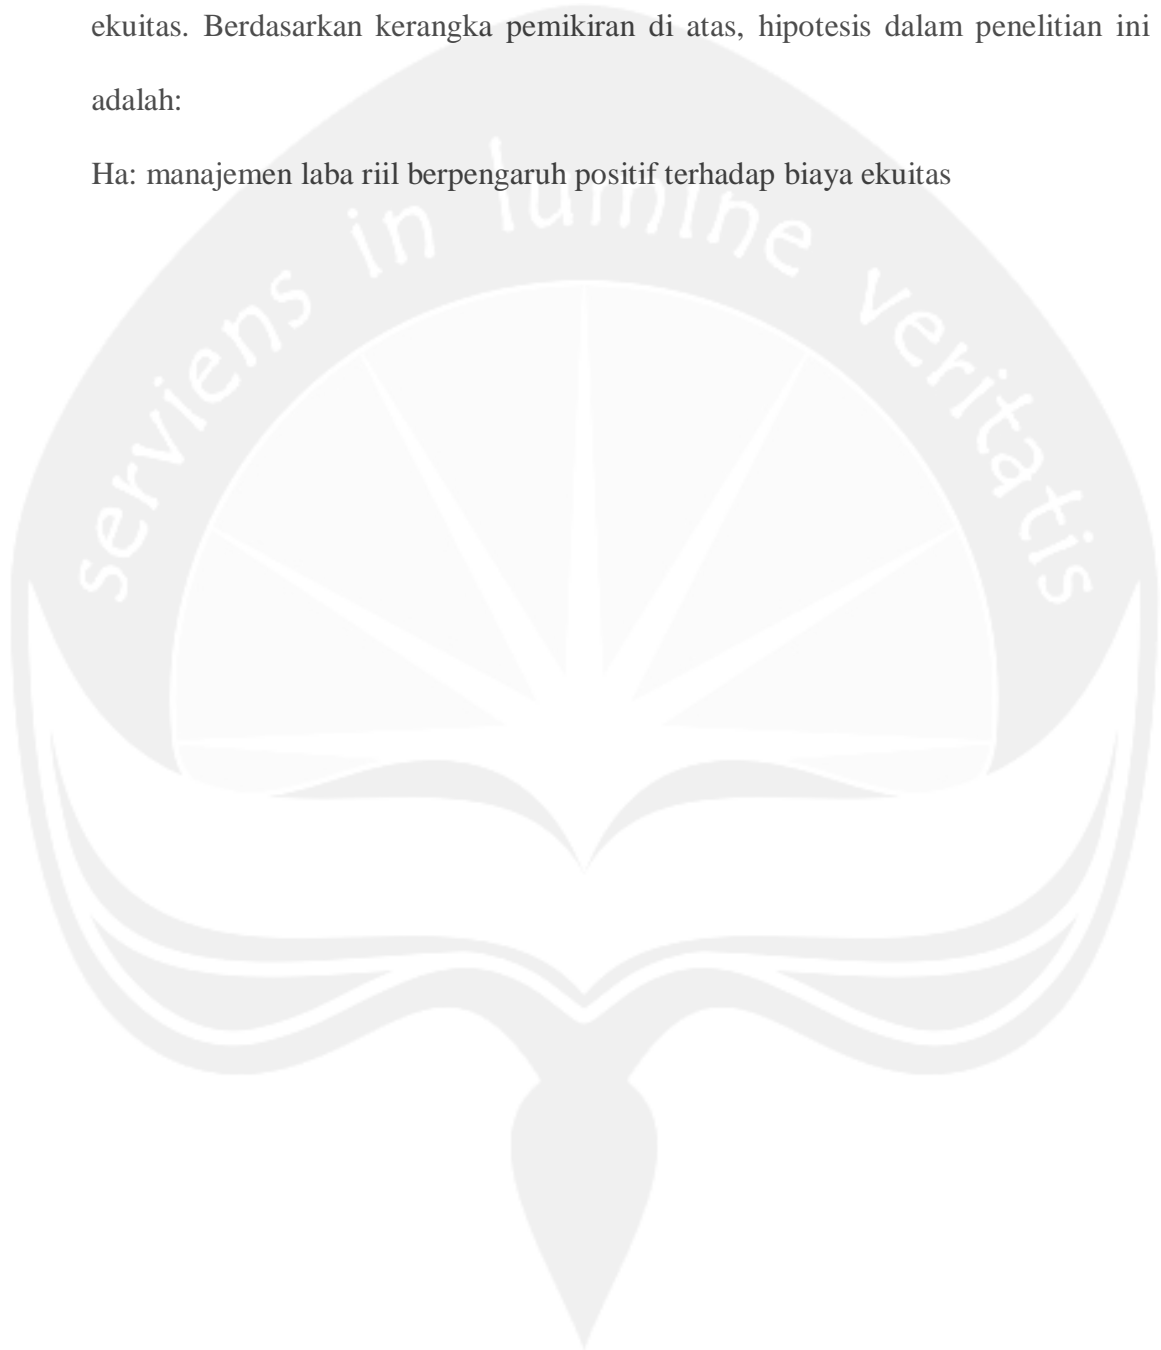 ekuitas. Berdasarkan kerangka pemikiran di atas, hipotesis dalam penelitian ini
adalah:
Ha: manajemen laba riil berpengaruh positif terhadap biaya ekuitas
serviens in lumine veritatis